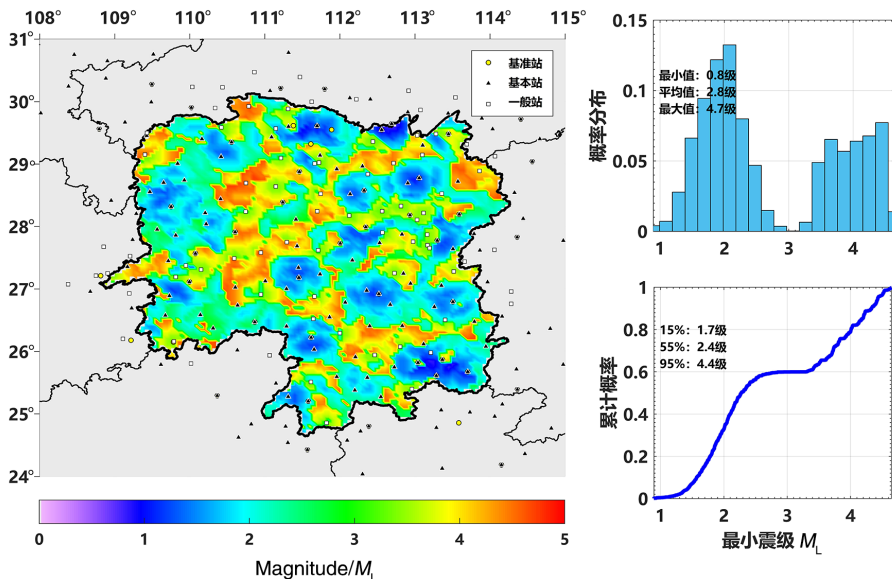 108° 109° 110° 111° 112° 113° 114° 115°
31°
30°
29°
28°
27°
26°
25°
24°
基准站
基本站
一般站
0 1 2 3 4 5
Magnitude/ML
0.15
0.1
0.05
0
概率分布
最小值：0.8级
平均值：2.8级
最大值：4.7级
1 2 3 4
1
0.8
0.6
0.4
0.2
0
累计概率
15%：1.7级
55%：2.4级
95%：4.4级
1 2 3 4
最小震级 ML